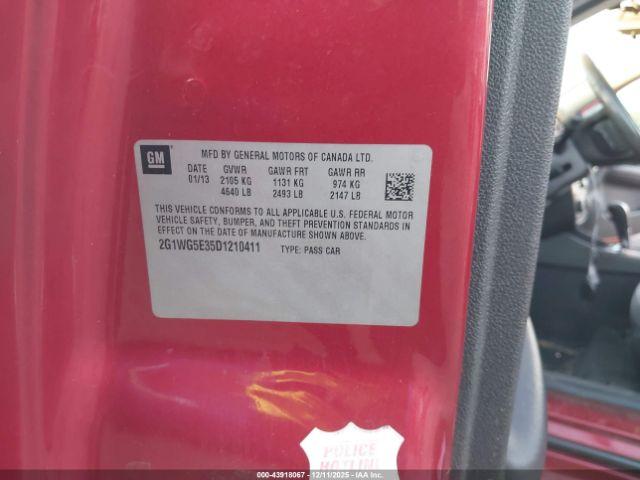 GM
MFD BY GENERAL MOTORS OF CANADA LTD.
DATE GVWR GAWR FRT GAWR RR
01/13 2105 KG 1131 KG 974 KG
4640 LB 2493 LB 2147 LB
THIS VEHICLE CONFORMS TO ALL APPLICABLE U.S. FEDERAL MOTOR
VEHICLE SAFETY, BUMPER, AND THEFT PREVENTION STANDARDS IN
EFFECT ON THE DATE OF MANUFACTURE SHOWN ABOVE.
2G1WG5E35D1210411 TYPE: PASS CAR
POLICE
HOTLINE
000-43918067 - 12/11/2025 - IAAI.COM